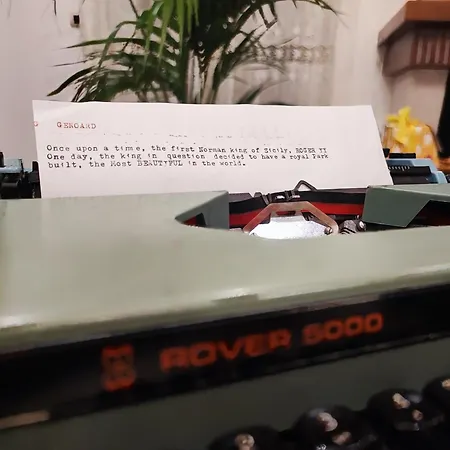 G GENOARD
Once upon a time, the first Norman king of Sicily, ROGER II
One day, the king in question decided to have a royal Park
built, the Most BEAUTIFUL in the world.
ROVER 5000